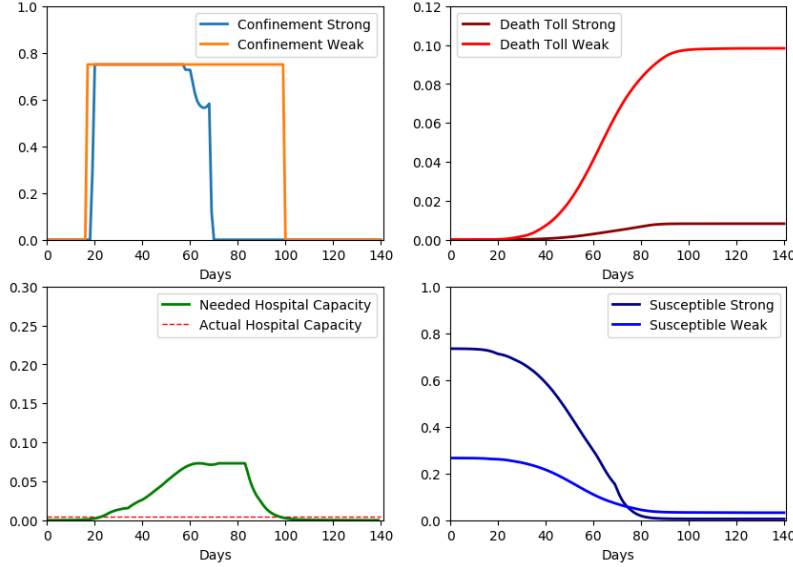 1.0
0.8
0.6
0.4
0.2
0.0
Confinement Strong
Confinement Weak
0 20 40 60 80 100 120 140
Days
0.12
0.10
0.08
0.06
0.04
0.02
0.00
Death Toll Strong
Death Toll Weak
0 20 40 60 80 100 120 140
Days
0.30
0.25
0.20
0.15
0.10
0.05
0.00
Needed Hospital Capacity
Actual Hospital Capacity
0 20 40 60 80 100 120 140
Days
1.0
0.8
0.6
0.4
0.2
0.0
Susceptible Strong
Susceptible Weak
0 20 40 60 80 100 120 140
Days